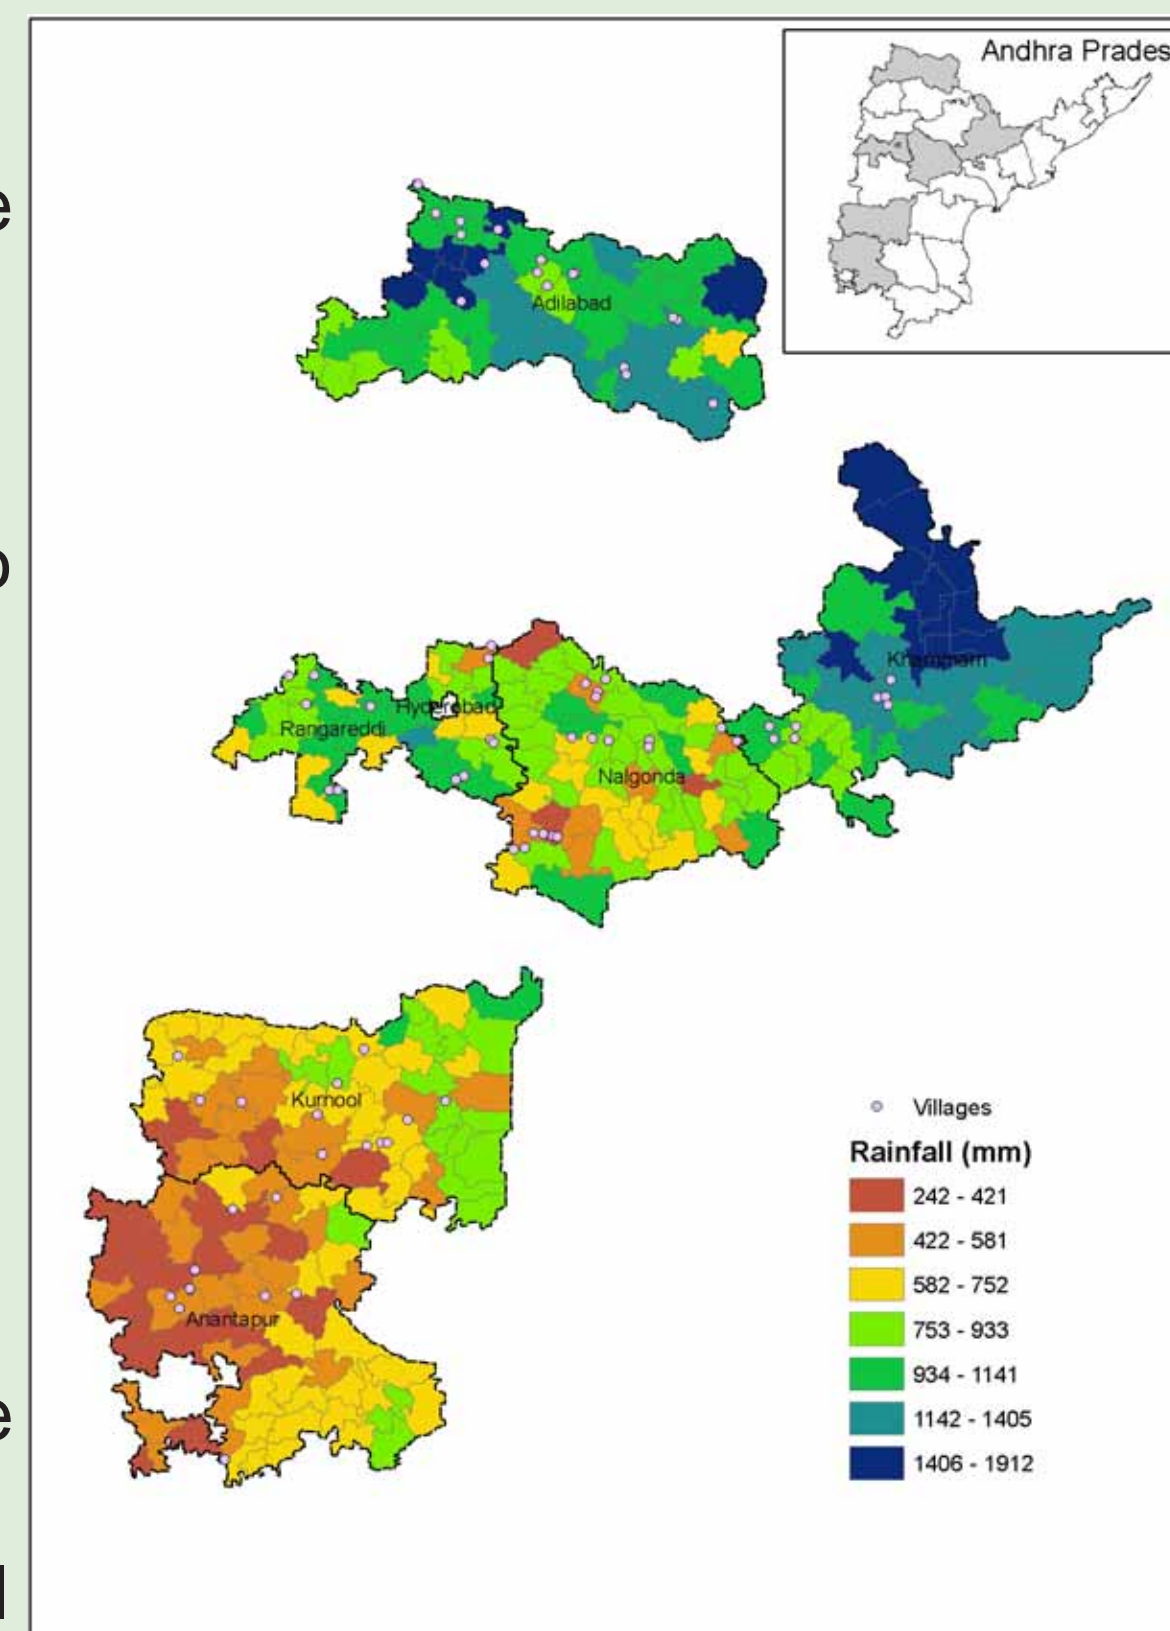 Andhra Prades
e
Adilabad
o
Khammam
Hyderabad
Rangareddi
Nalgonda
Kurnool
Villages
Rainfall (mm)
242 - 421
422 - 581
582 - 752
753 - 933
Anantapur
934 - 1141
e
1142 - 1405
1406 - 1912